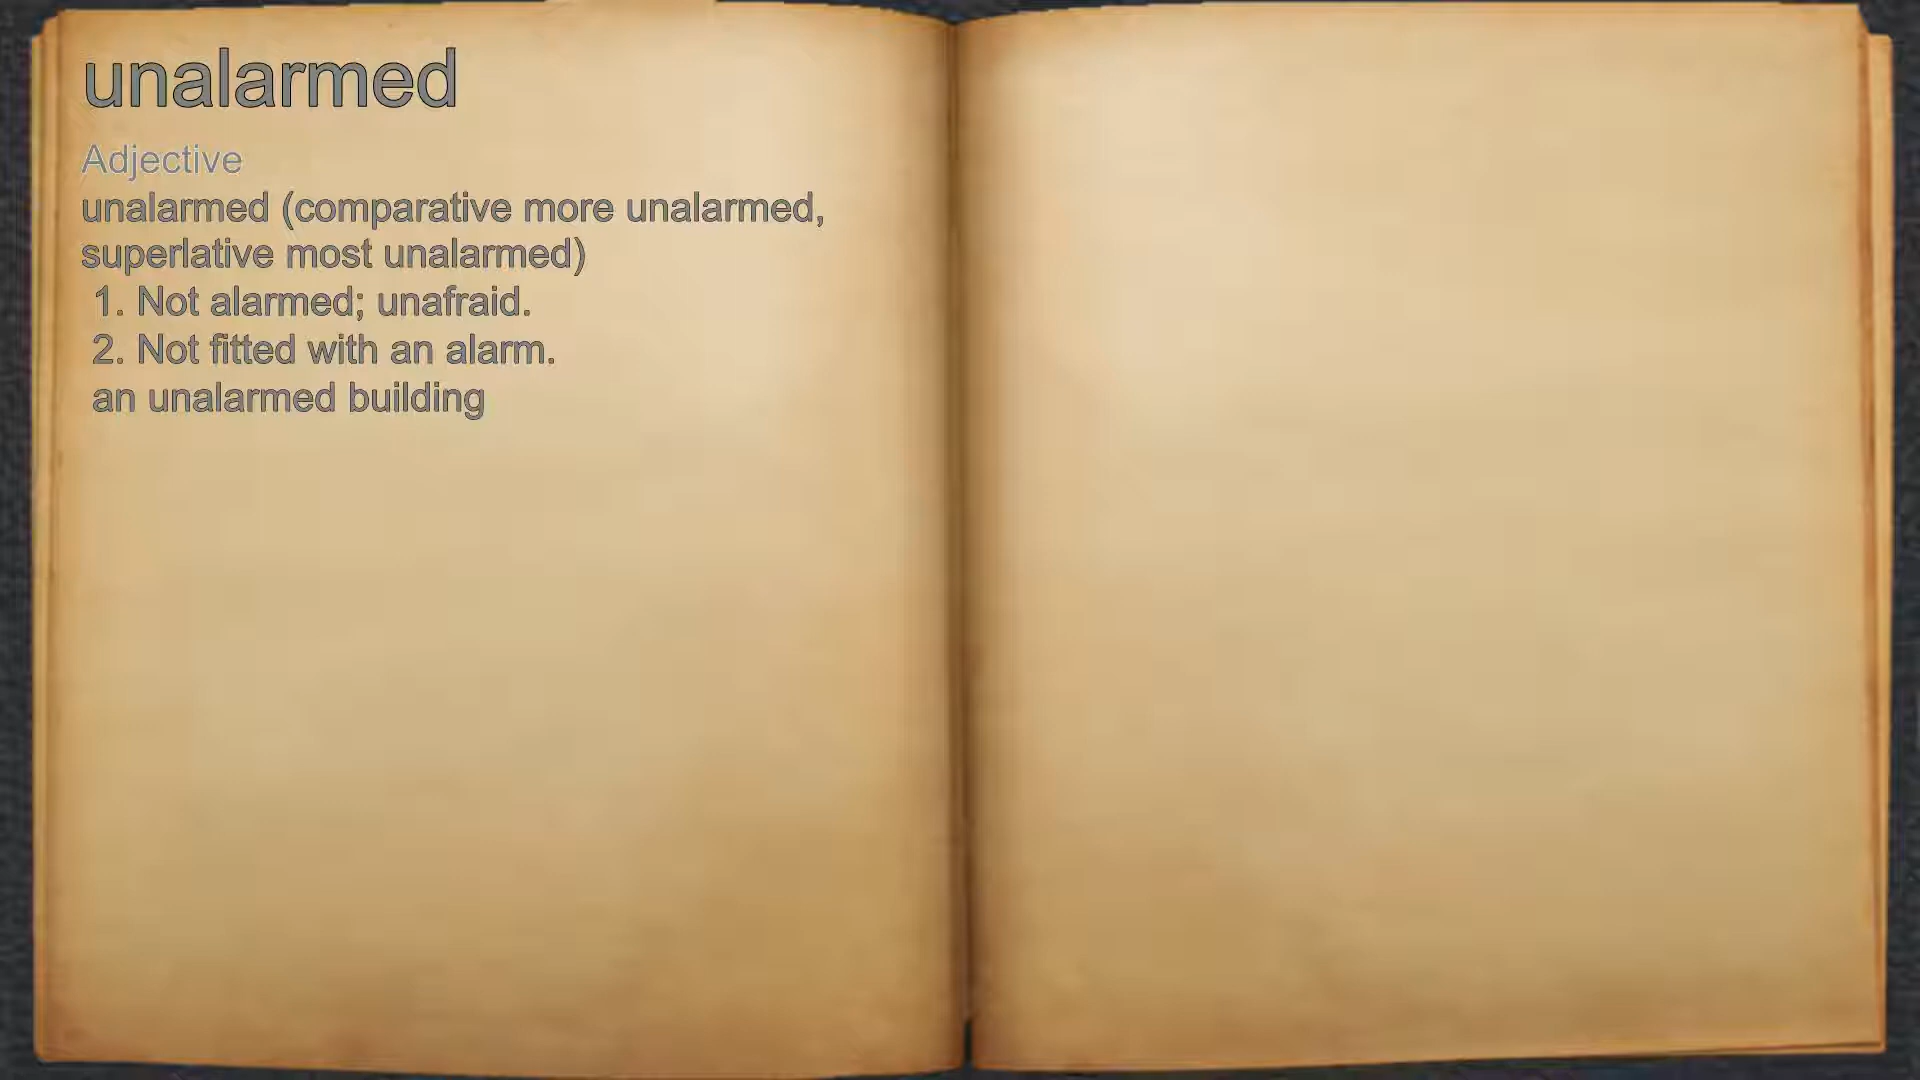 unalarmed
Adjective
unalarmed (comparative more unalarmed,
superlative most unalarmed)
1. Not alarmed; unafraid.
2. Not fitted with an alarm.
an unalarmed building